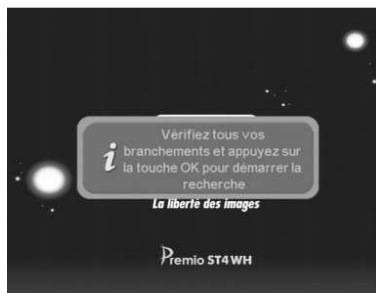 Vérifiez tous vos
branchements et appuyez sur
la touche OK pour démarrer la
recherche
La liberté des images
Premio ST4WH